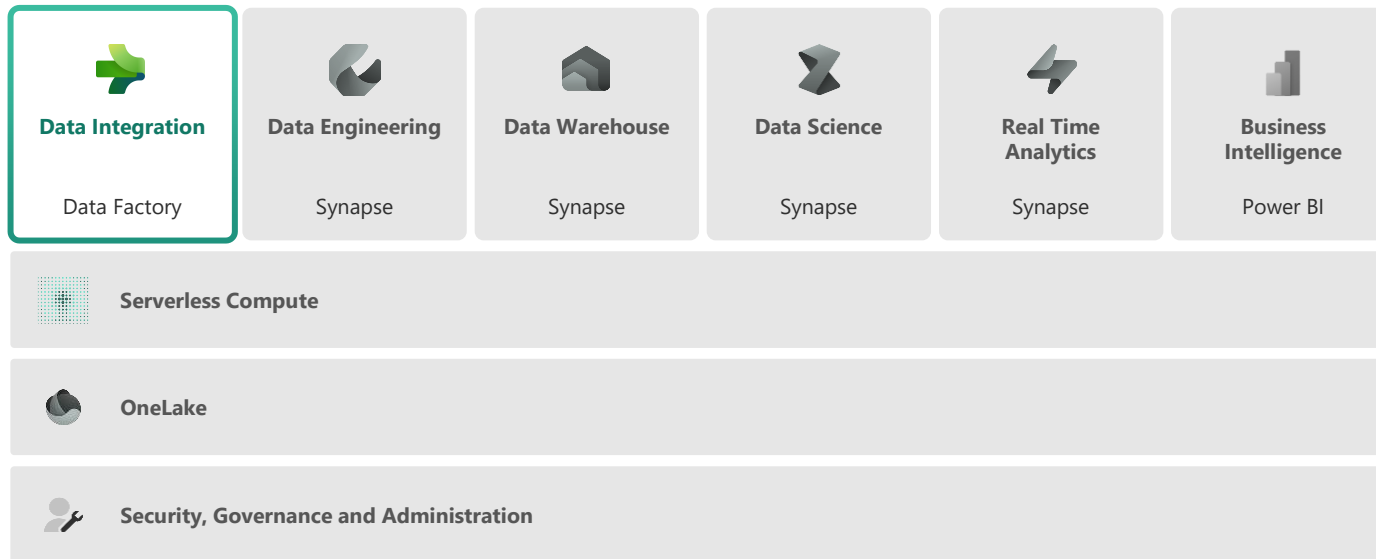 Data Integration
Data Factory
Data Engineering
Synapse
Data Warehouse
Synapse
Data Science
Synapse
Real Time
Analytics
Synapse
Business
Intelligence
Power BI
Serverless Compute
OneLake
Security, Governance and Administration